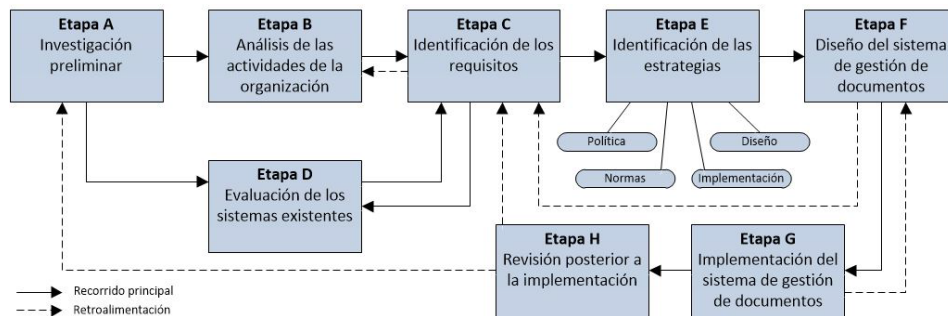 Etapa A
Investigación
preliminar
Etapa B
Análisis de las
actividades de la
organización
Etapa C
Identificación de los
requisitos
Etapa E
Identificación de las
estrategias
Etapa F
Diseño del sistema
de gestión de
documentos
Política
Diseño
Normas
Implementación
Etapa D
Evaluación de los
sistemas existentes
Etapa H
Revisión posterior a
la implementación
Etapa G
Implementación del
sistema de gestión
de documentos
Recorrido principal
Retroalimentación